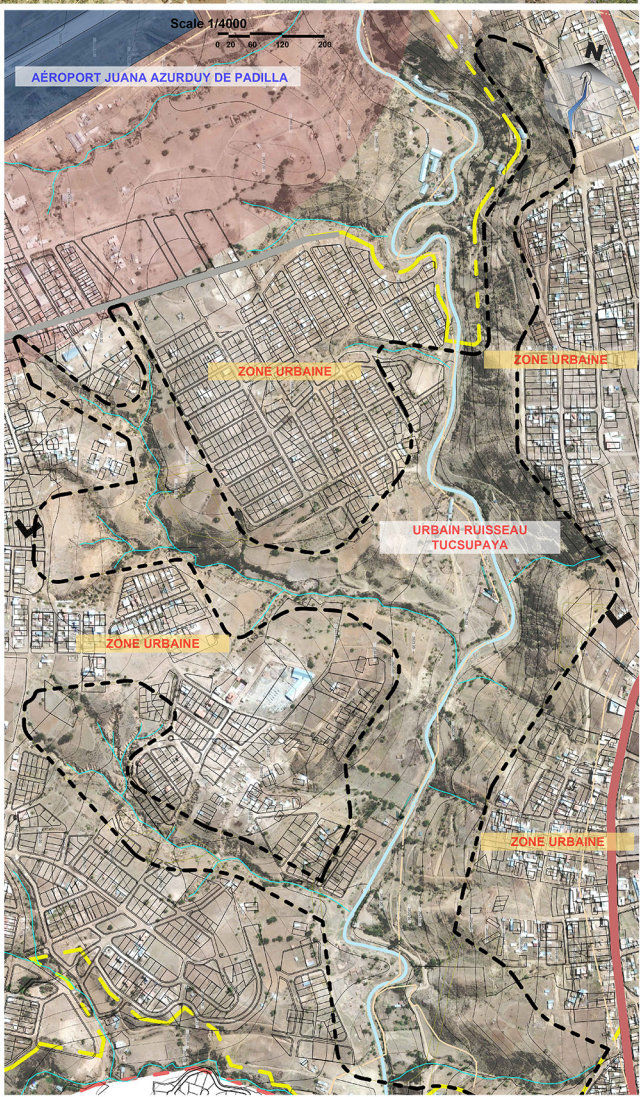 Scale 1/4000
0 20 60 120 200
N
AÉROPORT JUANA AZURDUY DE PADILLA
ZONE URBAINE
ZONE URBAINE
URBAIN RUISSEAU
TUCSUPAYA
ZONE URBAINE
ZONE URBAINE